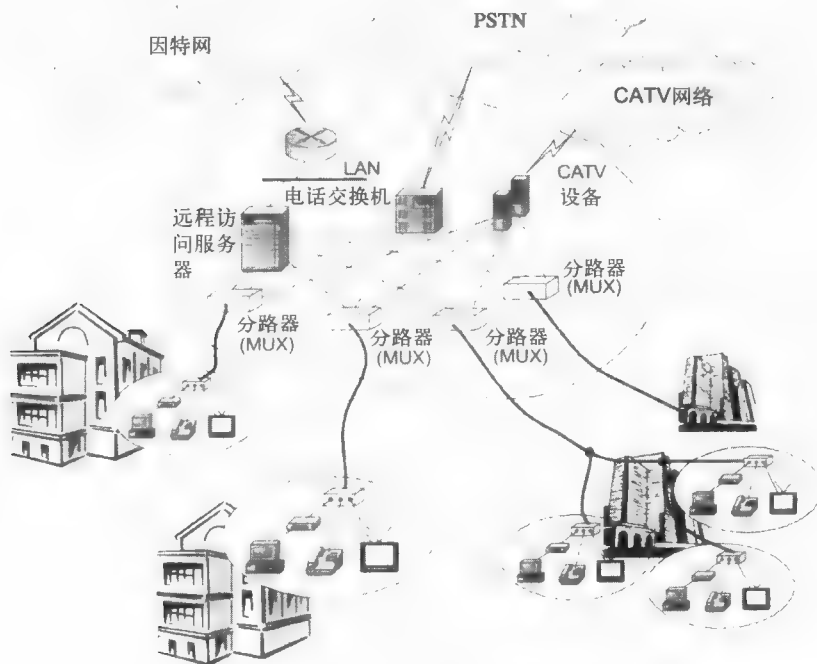 PSTN
因特网
CATV网络
LAN
CATV
设备
电话交换机
远程访
问服务
器
分路器
(MUX)
分路器
(MUX)
分路器
(MUX)
分路器
(MUX)